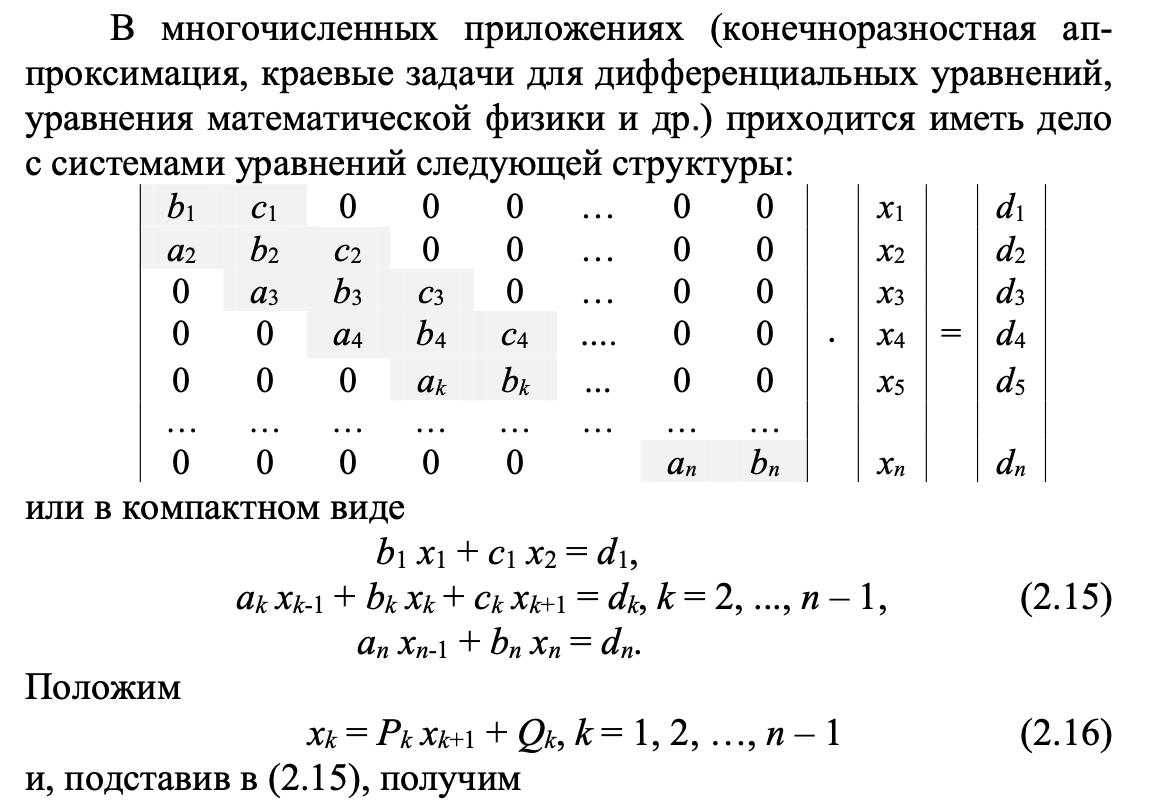 В многочисленных приложениях (конечноразностная ап-
проксимация, краевые задачи для дифференциальных уравнений,
уравнения математической физики и др.) приходится иметь дело
с системами уравнений следующей структуры:
b1 c1 0 0 0 … 0 0 x1 d1
a2 b2 c2 0 0 … 0 0 x2 d2
0 a3 b3 c3 0 … 0 0 x3 d3
0 0 a4 b4 c4 .... 0 0 · x4 = d4
0 0 0 ak bk ... 0 0 x5 d5
… … … … … … … …
0 0 0 0 0 an bn xn dn
или в компактном виде
b1 x1 + c1 x2 = d1,
ak xk-1 + bk xk + ck xk+1 = dk, k = 2, ..., n – 1, (2.15)
an xn-1 + bn xn = dn.
Положим
xk = Pk xk+1 + Qk, k = 1, 2, …, n – 1 (2.16)
и, подставив в (2.15), получим